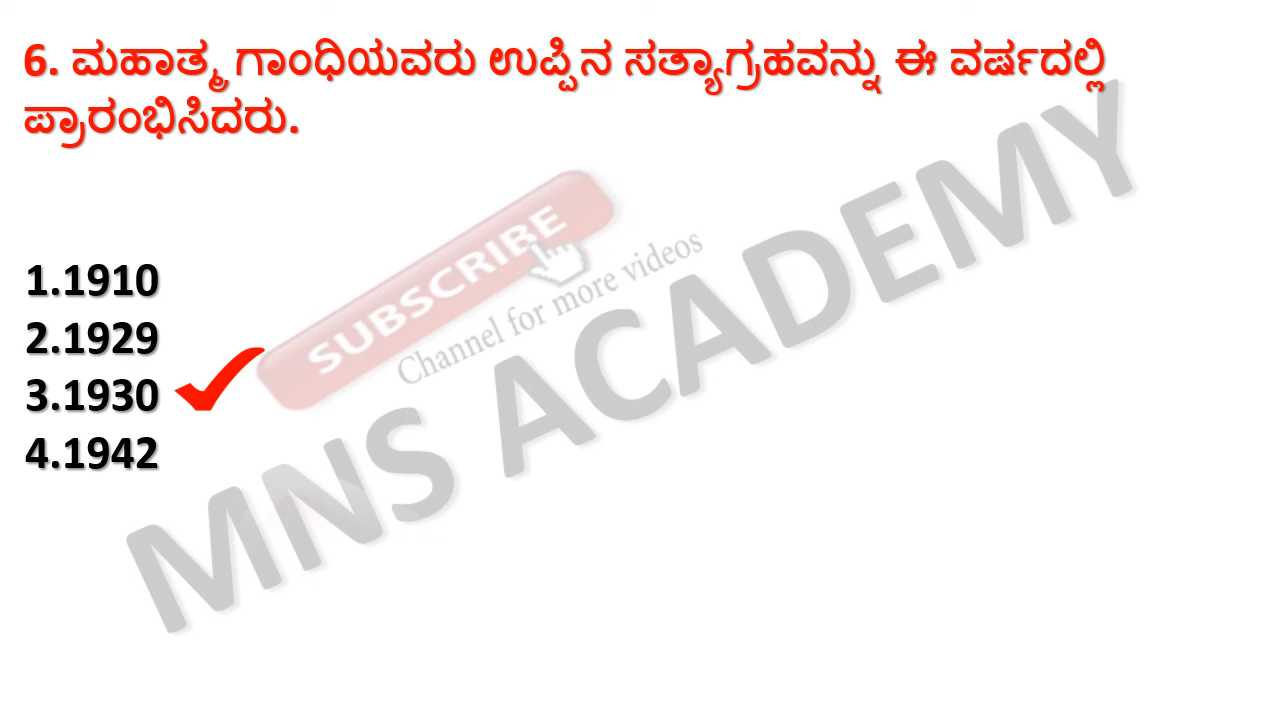 6. ಮಹಾತ್ಮ ಗಾಂಧಿಯವರು ಉಪ್ಪಿನ ಸತ್ಯಾಗ್ರಹವನ್ನು ಈ ವರ್ಷದಲ್ಲಿ
ಪ್ರಾರಂಭಿಸಿದರು.
1.1910
2.1929
3.1930
4.1942
SUBSCRIBE
Channel for more videos
MNS ACADEMY